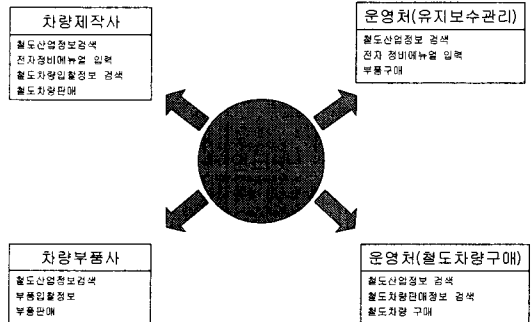 차량제작사
철도산업정보검색
전자정비메뉴얼 입력
철도차량입찰정보 검색
철도차량판매
운영처(유지보수관리)
철도산업정보 검색
전자 정비메뉴얼 입력
부품구매
차량부품사
철도산업정보검색
부품입찰정보
부품판매
운영처(철도차량구매)
철도산업정보 검색
철도차량판매정보 검색
철도차량 구매